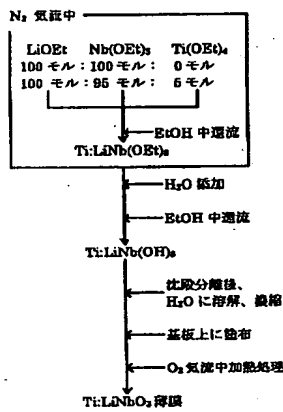 N₂ 気流中
LiOEt Nb(OEt)₅ Ti(OEt)₄
100 モル : 100 モル : 0 モル
100 モル : 95 モル : 5 モル
EtOH 中還流
Ti:LiNb(OEt)₆
H₂O 添加
EtOH 中還流
Ti:LiNb(OH)₆
沈殿分離後、
H₂O に溶解、濃縮
基板上に塗布
O₂ 気流中加熱処理
Ti:LiNbO₃ 薄膜